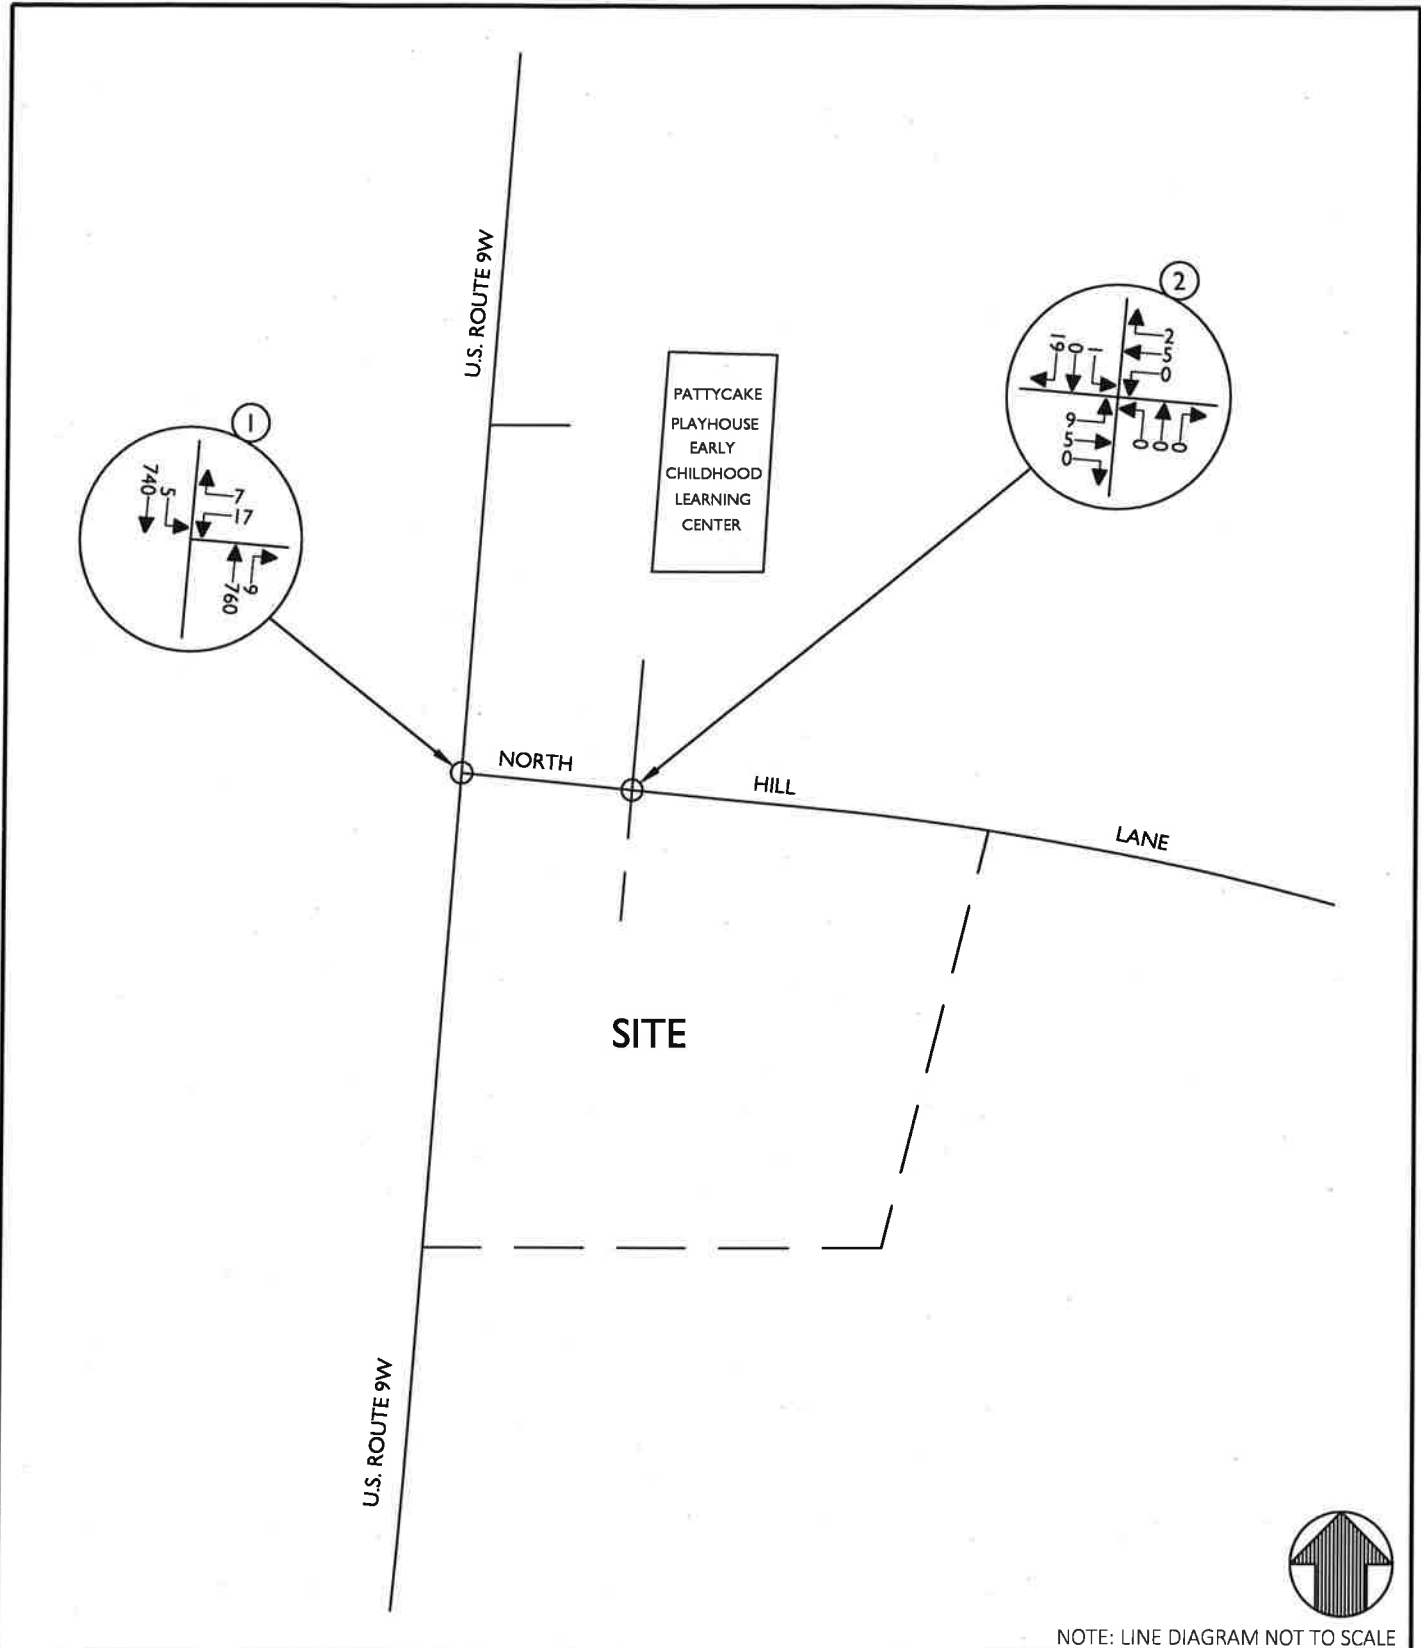 U.S. ROUTE 9W
2
2
5
0
19
0
1
9
5
0
0
0
0
PATTYCAKE
PLAYHOUSE
EARLY
CHILDHOOD
LEARNING
CENTER
1
7
17
5
740
9
760
NORTH
HILL
LANE
SITE
U.S. ROUTE 9W
NOTE: LINE DIAGRAM NOT TO SCALE